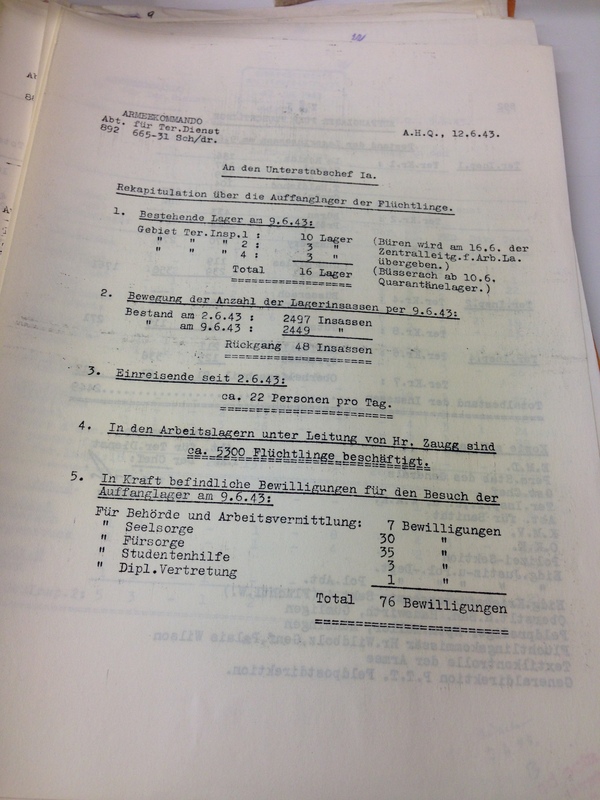 ARMEEKOMMANDO
Abt. für Ter.Dienst
892 665-31 Sch/dr.
A.H.Q., 12.6.43.
An den Unterstabschef Ia.
Rekapitulation über die Auffanglager der Flüchtlinge.
1. Bestehende Lager am 9.6.43:
Gebiet Ter.Insp.1 : 10 Lager (Büren wird am 16.6. der
" " " 2 : 3 " Zentralleitg.f.Arb.La.
" " " 4 : 3 " übergeben.)
Total 16 Lager (Büsserach ab 10.6.
Quarantänelager.)
2. Bewegung der Anzahl der Lagerinsassen per 9.6.43:
Bestand am 2.6.43 : 2497 Insassen
" am 9.6.43 : 2449 "
Rückgang 48 Insassen
3. Einreisende seit 2.6.43:
ca. 22 Personen pro Tag.
4. In den Arbeitslagern unter Leitung von Hr. Zaugg sind
ca. 5300 Flüchtlinge beschäftigt.
5. In Kraft befindliche Bewilligungen für den Besuch der
Auffanglager am 9.6.43:
Für Behörde und Arbeitsvermittlung: 7 Bewilligungen
" Seelsorge 30 "
" Fürsorge 35 "
" Studentenhilfe 3 "
" Dipl.Vertretung 1 "
Total 76 Bewilligungen